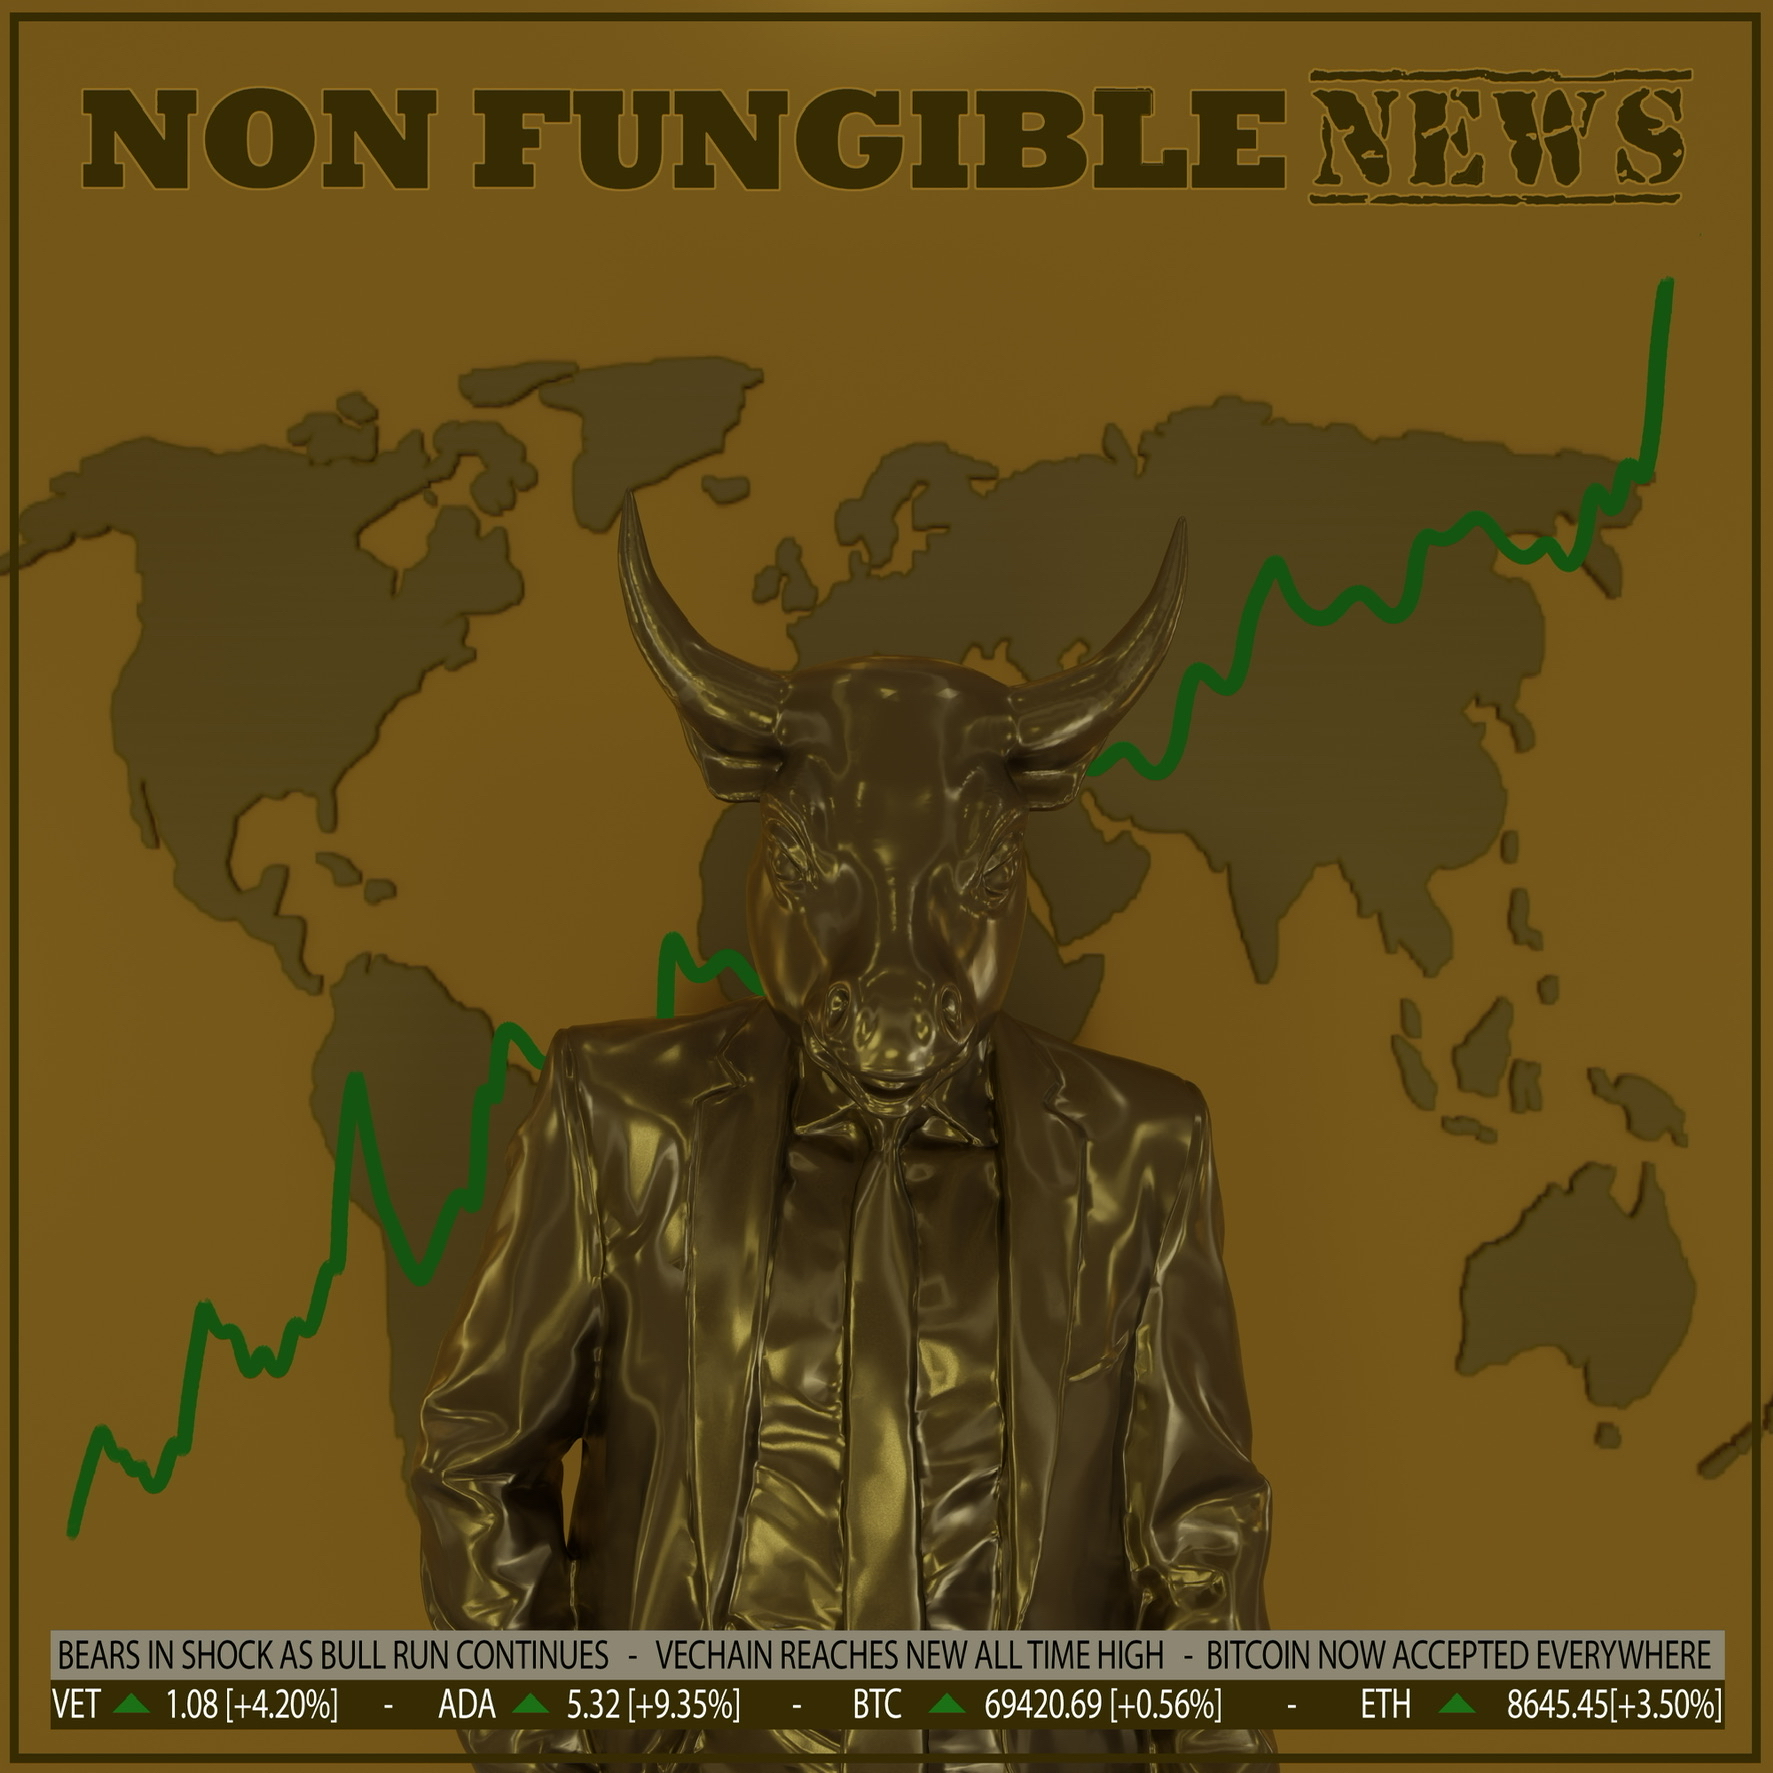 NON FUNGIBLE NEWS
BEARS IN SHOCK AS BULL RUN CONTINUES - VECHAIN REACHES NEW ALL TIME HIGH - BITCOIN NOW ACCEPTED EVERYWHERE
VET ▲ 1.08 [+4.20%] - ADA ▲ 5.32 [+9.35%] - BTC ▲ 69420.69 [+0.56%] - ETH ▲ 8645.45[+3.50%]